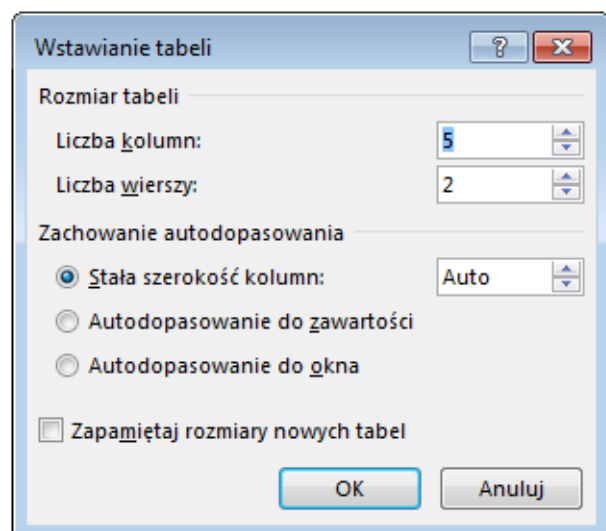 Wstawianie tabeli
Rozmiar tabeli
Liczba kolumn: 5
Liczba wierszy: 2
Zachowanie autodopasowania
Stała szerokość kolumn: Auto
Autodopasowanie do zawartości
Autodopasowanie do okna
Zapamiętaj rozmiary nowych tabel
OK Anuluj